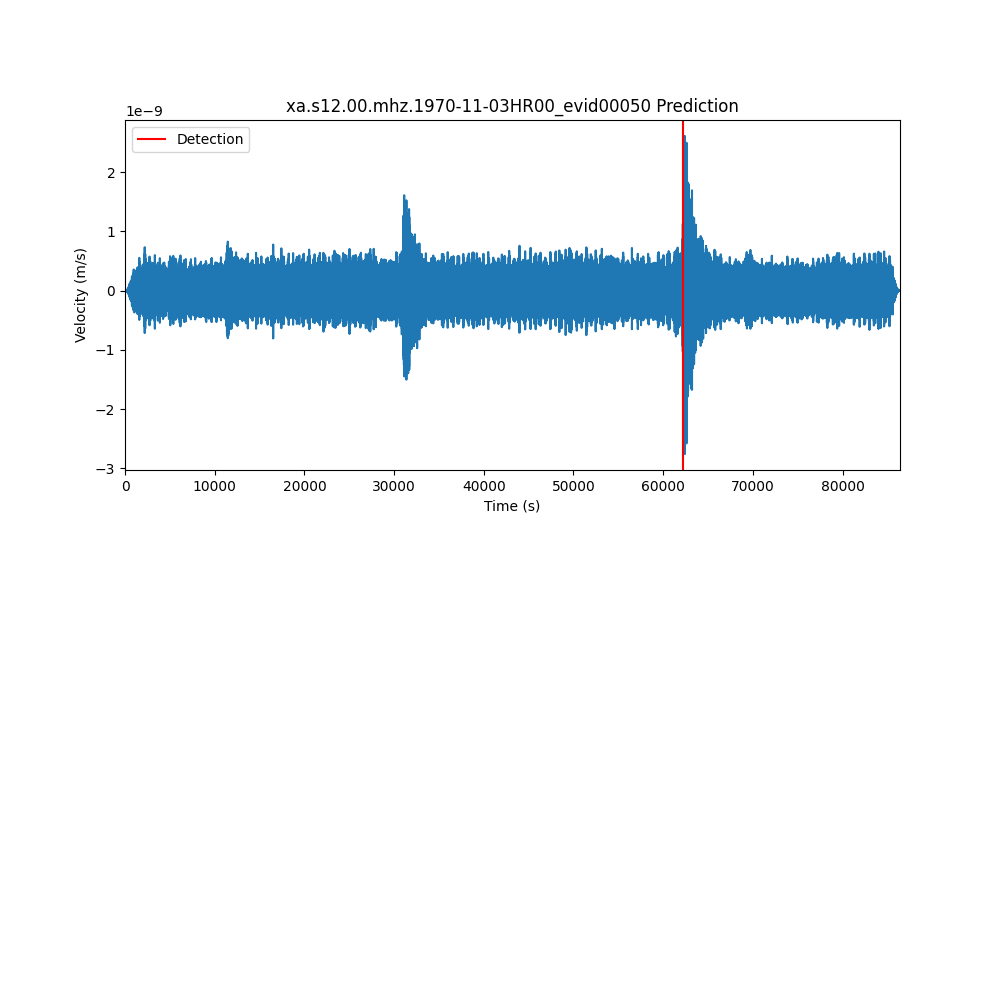 xa.s12.00.mhz.1970-11-03HR00_evid00050 Prediction
1e−9
Detection
2
1
0
−1
−2
−3
Velocity (m/s)
0 10000 20000 30000 40000 50000 60000 70000 80000
Time (s)